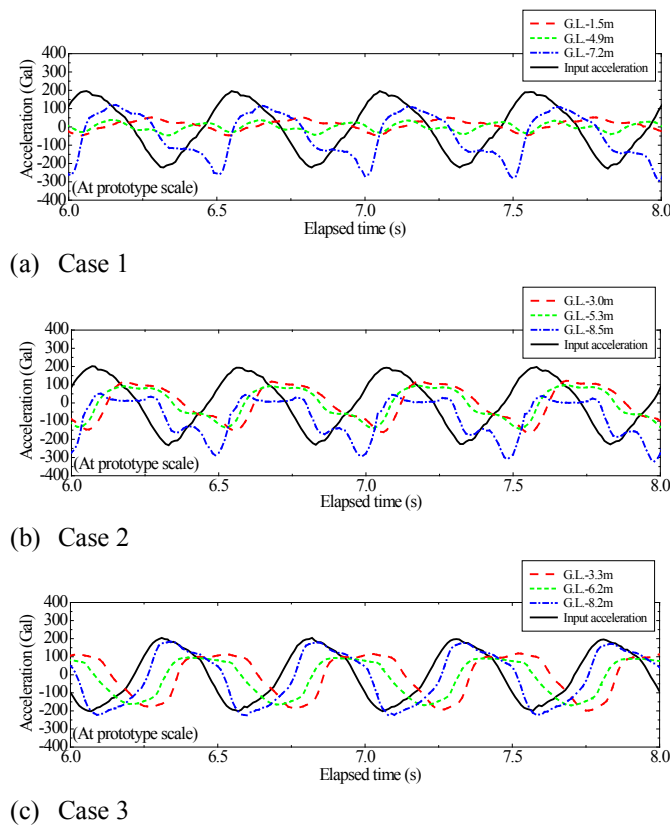 G.L.-1.5m
G.L.-4.9m
G.L.-7.2m
Input acceleration
Acceleration (Gal)
400
300
200
100
0
-100
-200
-300
-400
(At prototype scale)
6.0 6.5 7.0 7.5 8.0
Elapsed time (s)
(a) Case 1
G.L.-3.0m
G.L.-5.3m
G.L.-8.5m
Input acceleration
Acceleration (Gal)
400
300
200
100
0
-100
-200
-300
-400
(At prototype scale)
6.0 6.5 7.0 7.5 8.0
Elapsed time (s)
(b) Case 2
G.L.-3.3m
G.L.-6.2m
G.L.-8.2m
Input acceleration
Acceleration (Gal)
400
300
200
100
0
-100
-200
-300
-400
(At prototype scale)
6.0 6.5 7.0 7.5 8.0
Elapsed time (s)
(c) Case 3